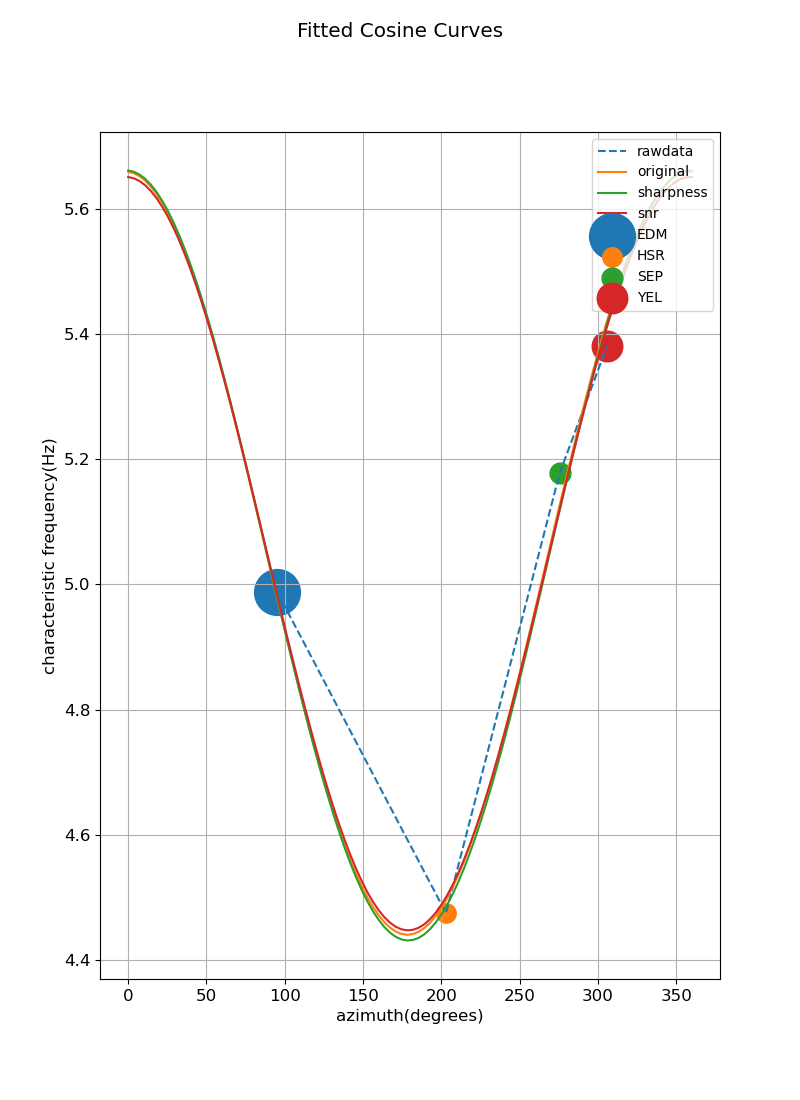 Fitted Cosine Curves
rawdata
original
sharpness
snr
EDM
HSR
SEP
YEL
5.6
5.4
5.2
5.0
4.8
4.6
4.4
characteristic frequency(Hz)
0 50 100 150 200 250 300 350
azimuth(degrees)